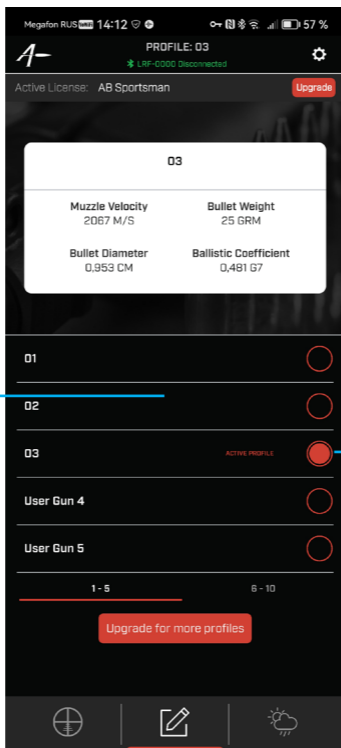 Megafon RUS WiFi 14:12 57 %
A
PROFILE: 03
LRF-0000 Disconnected
Active License: AB Sportsman
Upgrade
03
Muzzle Velocity
2067 M/S
Bullet Weight
25 GRM
Bullet Diameter
0,953 CM
Ballistic Coefficient
0,481 G7
01
02
03 ACTIVE PROFILE
User Gun 4
User Gun 5
1 - 5 6 - 10
Upgrade for more profiles